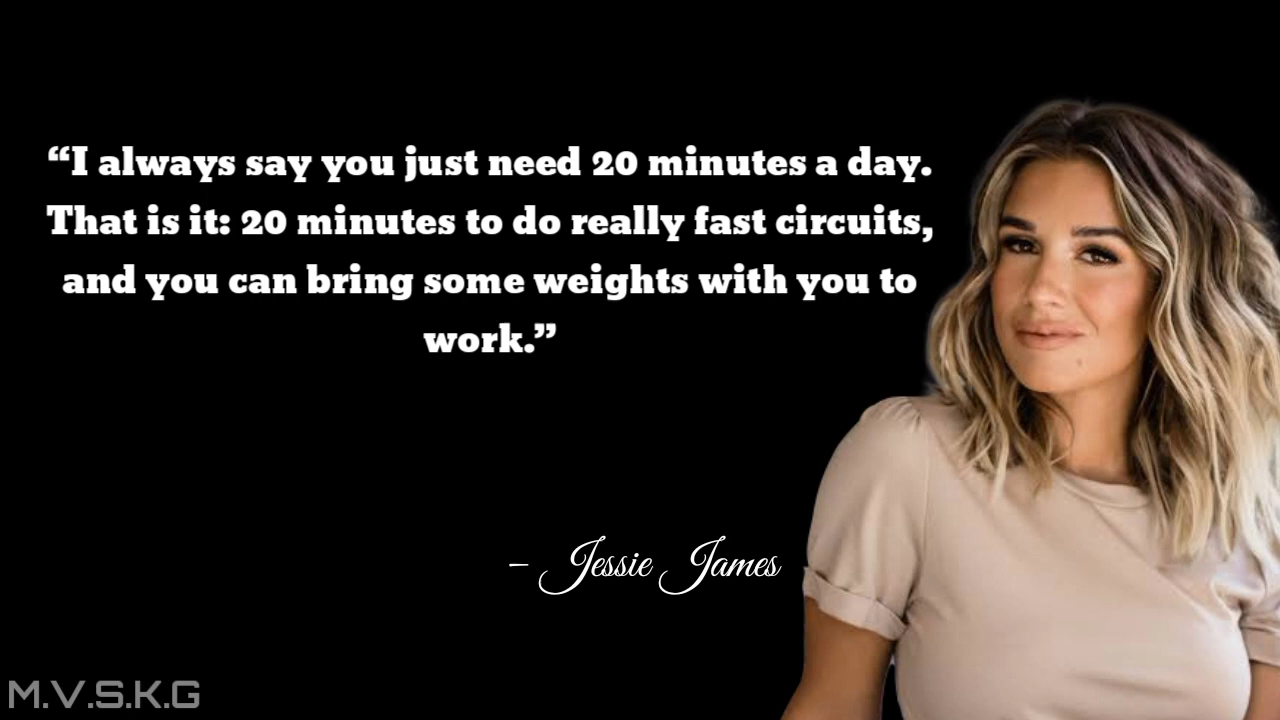 “I always say you just need 20 minutes a day.
That is it: 20 minutes to do really fast circuits,
and you can bring some weights with you to
work.”
– Jessie James
M.V.S.K.G